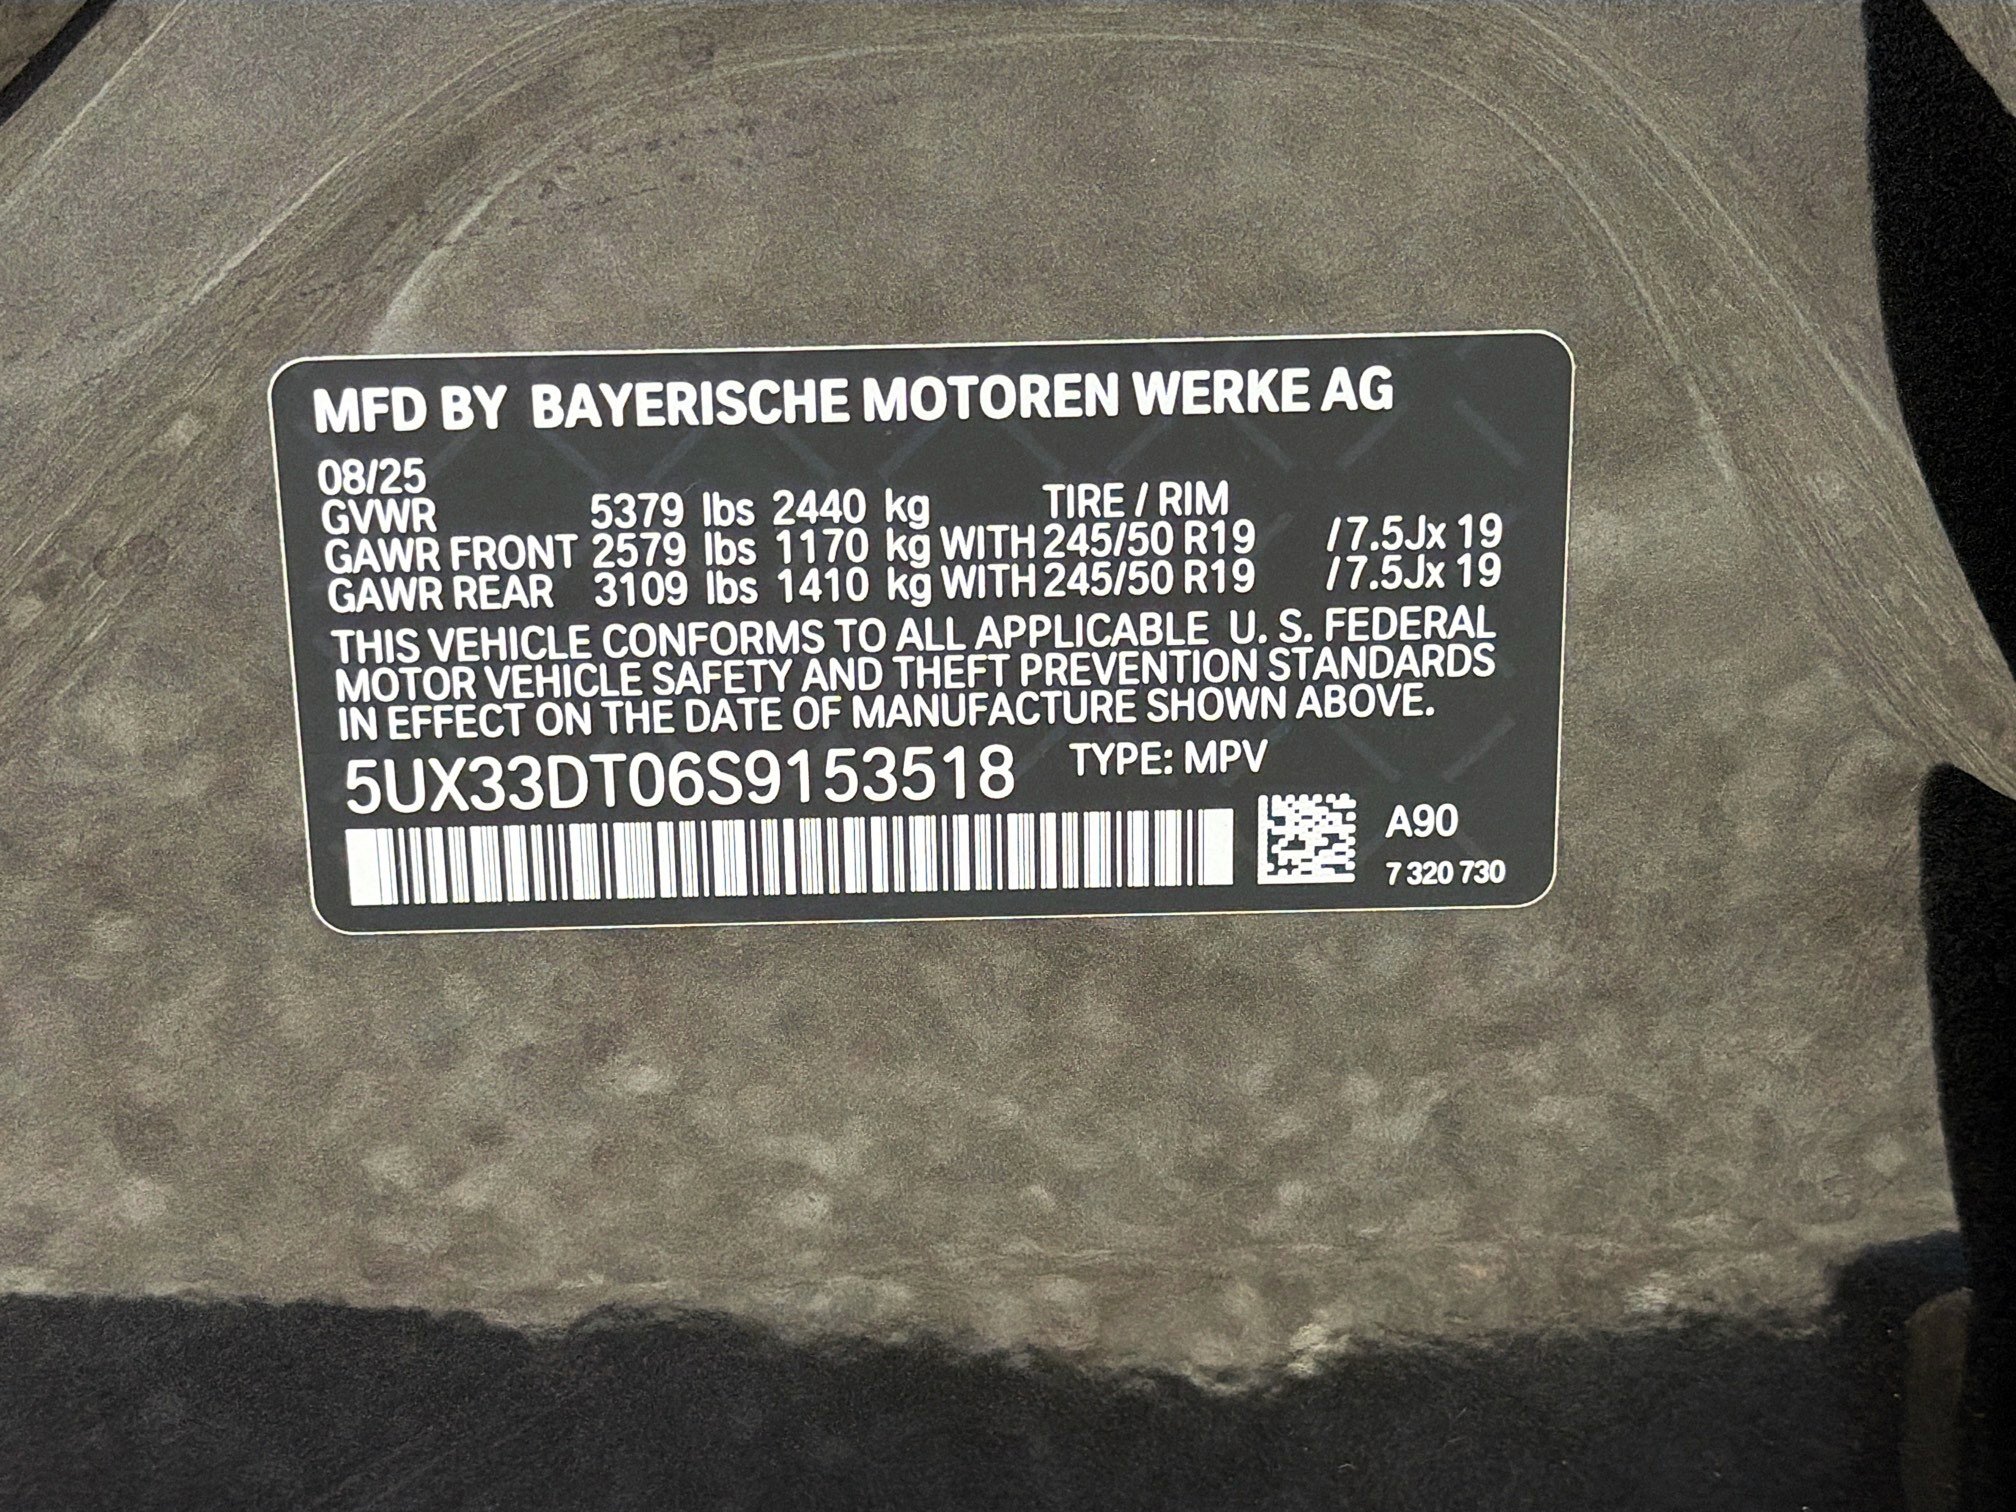 MFD BY BAYERISCHE MOTOREN WERKE AG
08/25
GVWR 5379 lbs 2440 kg TIRE / RIM
GAWR FRONT 2579 lbs 1170 kg WITH 245/50 R19 /7.5Jx 19
GAWR REAR 3109 lbs 1410 kg WITH 245/50 R19 /7.5Jx 19
THIS VEHICLE CONFORMS TO ALL APPLICABLE U. S. FEDERAL
MOTOR VEHICLE SAFETY AND THEFT PREVENTION STANDARDS
IN EFFECT ON THE DATE OF MANUFACTURE SHOWN ABOVE.
5UX33DT06S9153518 TYPE: MPV
A90
7 320 730